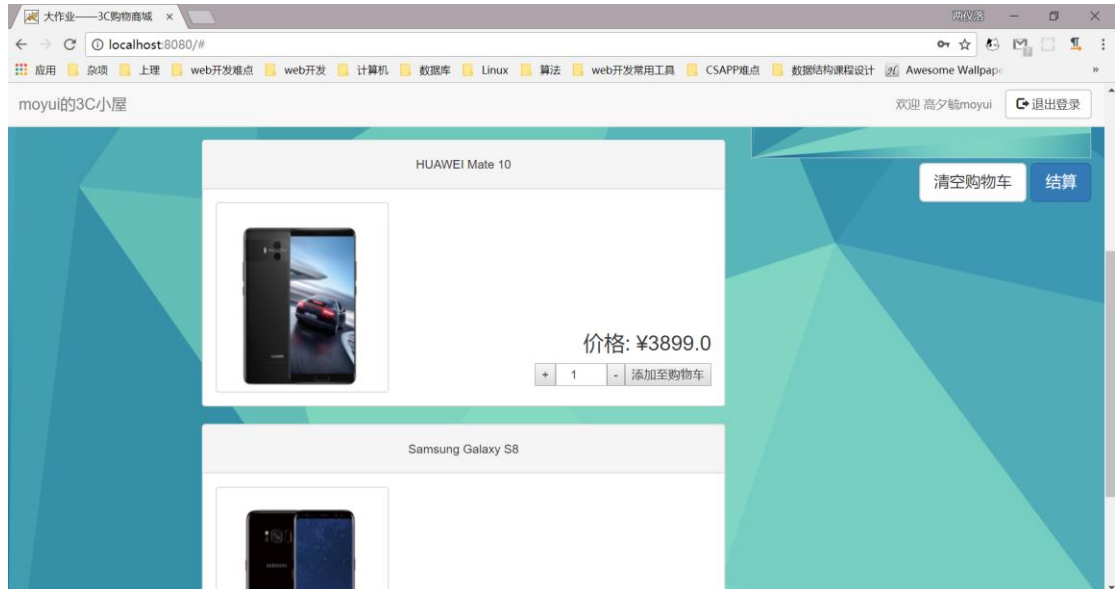 大作业——3C购物商城
两仪落
localhost:8080/#
应用 杂项 上理 web开发难点 web开发 计算机 数据库 Linux 算法 web开发常用工具 CSAPP难点 数据结构课程设计 Awesome Wallpape
moyui的3C小屋 欢迎 高夕毓moyui 退出登录
HUAWEI Mate 10
清空购物车 结算
价格: ¥3899.0
+ 1 - 添加至购物车
Samsung Galaxy S8
SAMSUNG